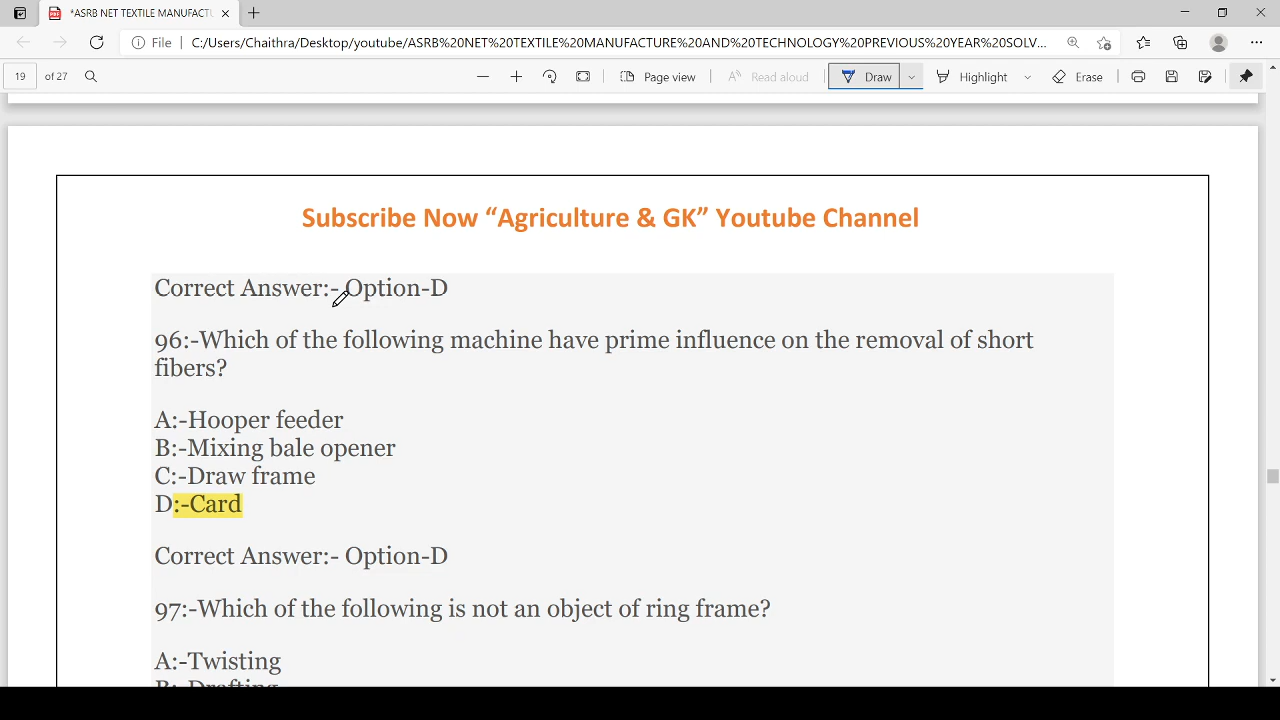 *ASRB NET TEXTILE MANUFACTU
File
C:/Users/Chaithra/Desktop/youtube/ASRB%20NET%20TEXTILE%20MANUFACTURE%20AND%20TECHNOLOGY%20PREVIOUS%20YEAR%20SOLV...
19 of 27
Page view
Read aloud
Draw
Highlight
Erase
Subscribe Now “Agriculture & GK” Youtube Channel
Correct Answer:- Option-D
96:-Which of the following machine have prime influence on the removal of short
fibers?
A:-Hooper feeder
B:-Mixing bale opener
C:-Draw frame
D:-Card
Correct Answer:- Option-D
97:-Which of the following is not an object of ring frame?
A:-Twisting
B:-Drafting